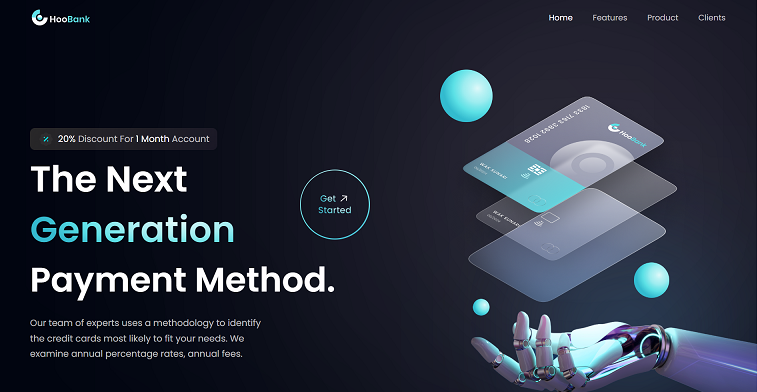 HooBank
Home Features Product Clients
20% Discount For 1 Month Account
The Next
Generation
Payment Method.
Get
Started
Our team of experts uses a methodology to identify
the credit cards most likely to fit your needs. We
examine annual percentage rates, annual fees.
HooBank